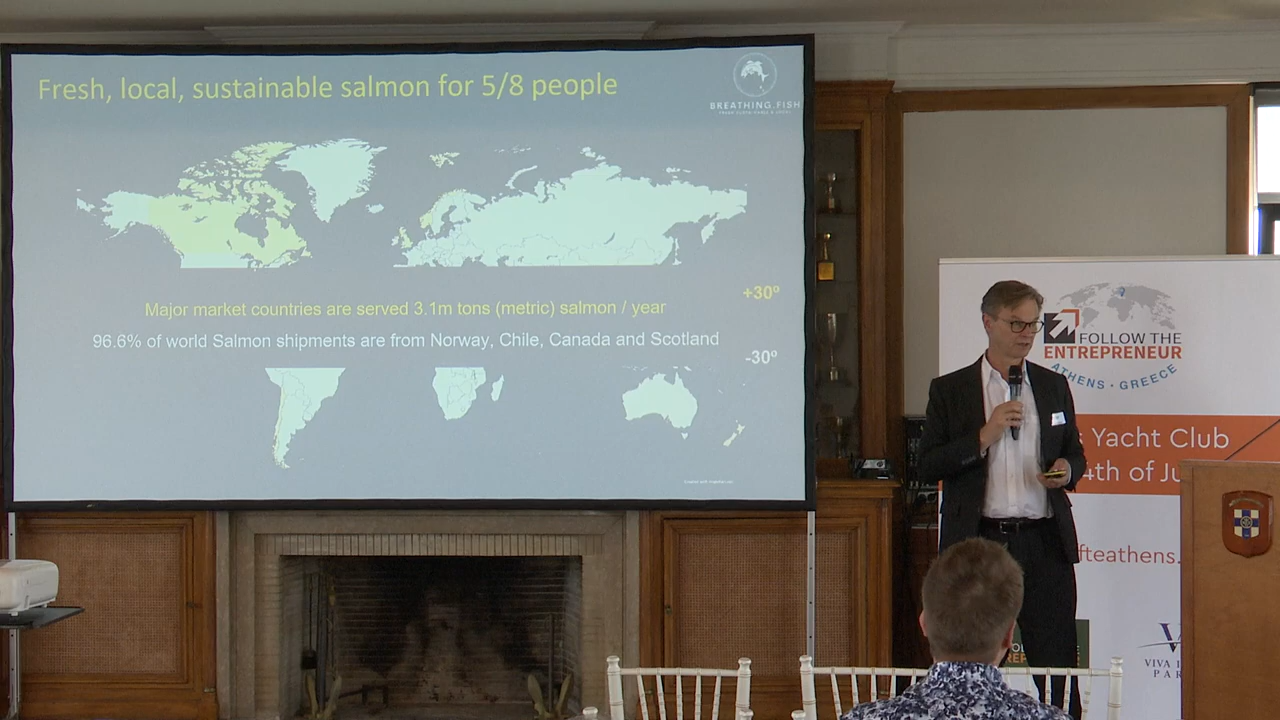 Fresh, local, sustainable salmon for 5/8 people
BREATHING.FISH
+30º
Major market countries are served 3.1m tons (metric) salmon / year
96.6% of world Salmon shipments are from Norway, Chile, Canada and Scotland
-30º
FOLLOW THE
ENTREPRENEUR
ATHENS · GREECE
Yacht Club
4th of Ju
fteathens.
VIVA
PAR